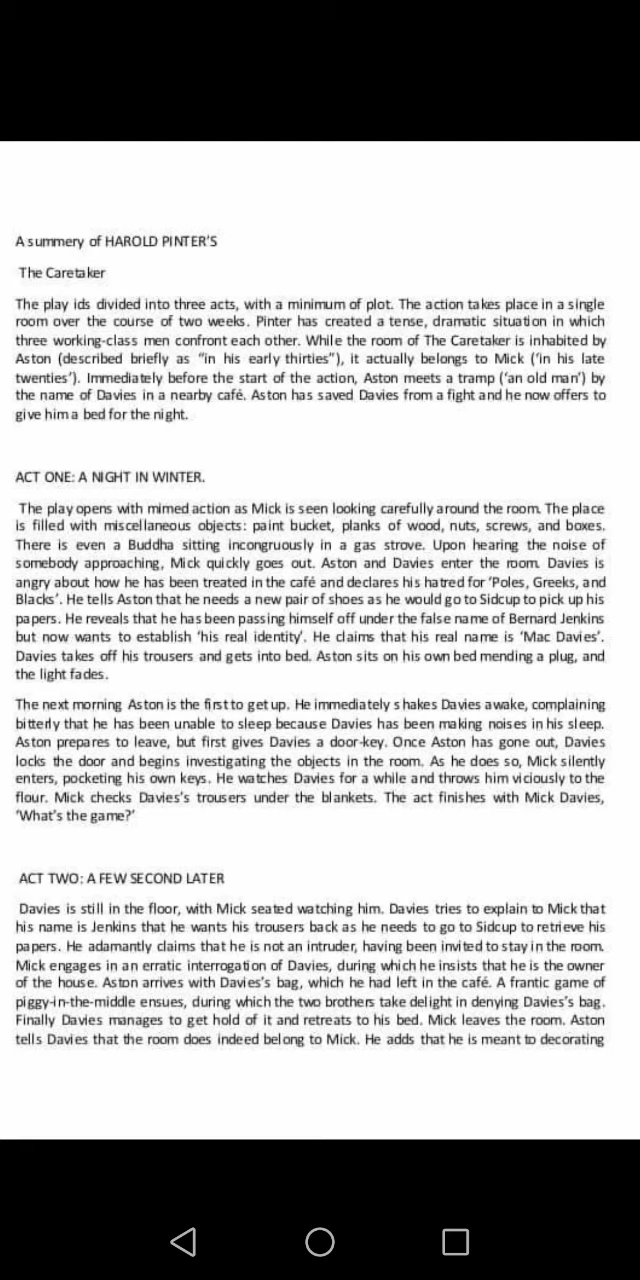 A summery of HAROLD PINTER'S
The Caretaker
The play ids divided into three acts, with a minimum of plot. The action takes place in a single
room over the course of two weeks. Pinter has created a tense, dramatic situation in which
three working-class men confront each other. While the room of The Caretaker is inhabited by
Aston (described briefly as "in his early thirties"), it actually belongs to Mick ('in his late
twenties'). Immediately before the start of the action, Aston meets a tramp ('an old man') by
the name of Davies in a nearby café. Aston has saved Davies from a fight and he now offers to
give him a bed for the night.
ACT ONE: A NIGHT IN WINTER.
The play opens with mimed action as Mick is seen looking carefully around the room. The place
is filled with miscellaneous objects: paint bucket, planks of wood, nuts, screws, and boxes.
There is even a Buddha sitting incongruously in a gas strove. Upon hearing the noise of
somebody approaching, Mick quickly goes out. Aston and Davies enter the room. Davies is
angry about how he has been treated in the café and declares his hatred for 'Poles, Greeks, and
Blacks'. He tells Aston that he needs a new pair of shoes as he would go to Sidcup to pick up his
papers. He reveals that he has been passing himself off under the false name of Bernard Jenkins
but now wants to establish 'his real identity'. He claims that his real name is 'Mac Davies'.
Davies takes off his trousers and gets into bed. Aston sits on his own bed mending a plug, and
the light fades.
The next morning Aston is the first to get up. He immediately shakes Davies awake, complaining
bitterly that he has been unable to sleep because Davies has been making noises in his sleep.
Aston prepares to leave, but first gives Davies a door-key. Once Aston has gone out, Davies
locks the door and begins investigating the objects in the room. As he does so, Mick silently
enters, pocketing his own keys. He watches Davies for a while and throws him viciously to the
flour. Mick checks Davies's trousers under the blankets. The act finishes with Mick Davies,
'What's the game?'
ACT TWO: A FEW SECOND LATER
Davies is still in the floor, with Mick seated watching him. Davies tries to explain to Mick that
his name is Jenkins that he wants his trousers back as he needs to go to Sidcup to retrieve his
papers. He adamantly claims that he is not an intruder, having been invited to stay in the room.
Mick engages in an erratic interrogation of Davies, during which he insists that he is the owner
of the house. Aston arrives with Davies's bag, which he had left in the café. A frantic game of
piggy-in-the-middle ensues, during which the two brothers take delight in denying Davies's bag.
Finally Davies manages to get hold of it and retreats to his bed. Mick leaves the room. Aston
tells Davies that the room does indeed belong to Mick. He adds that he is meant to decorating